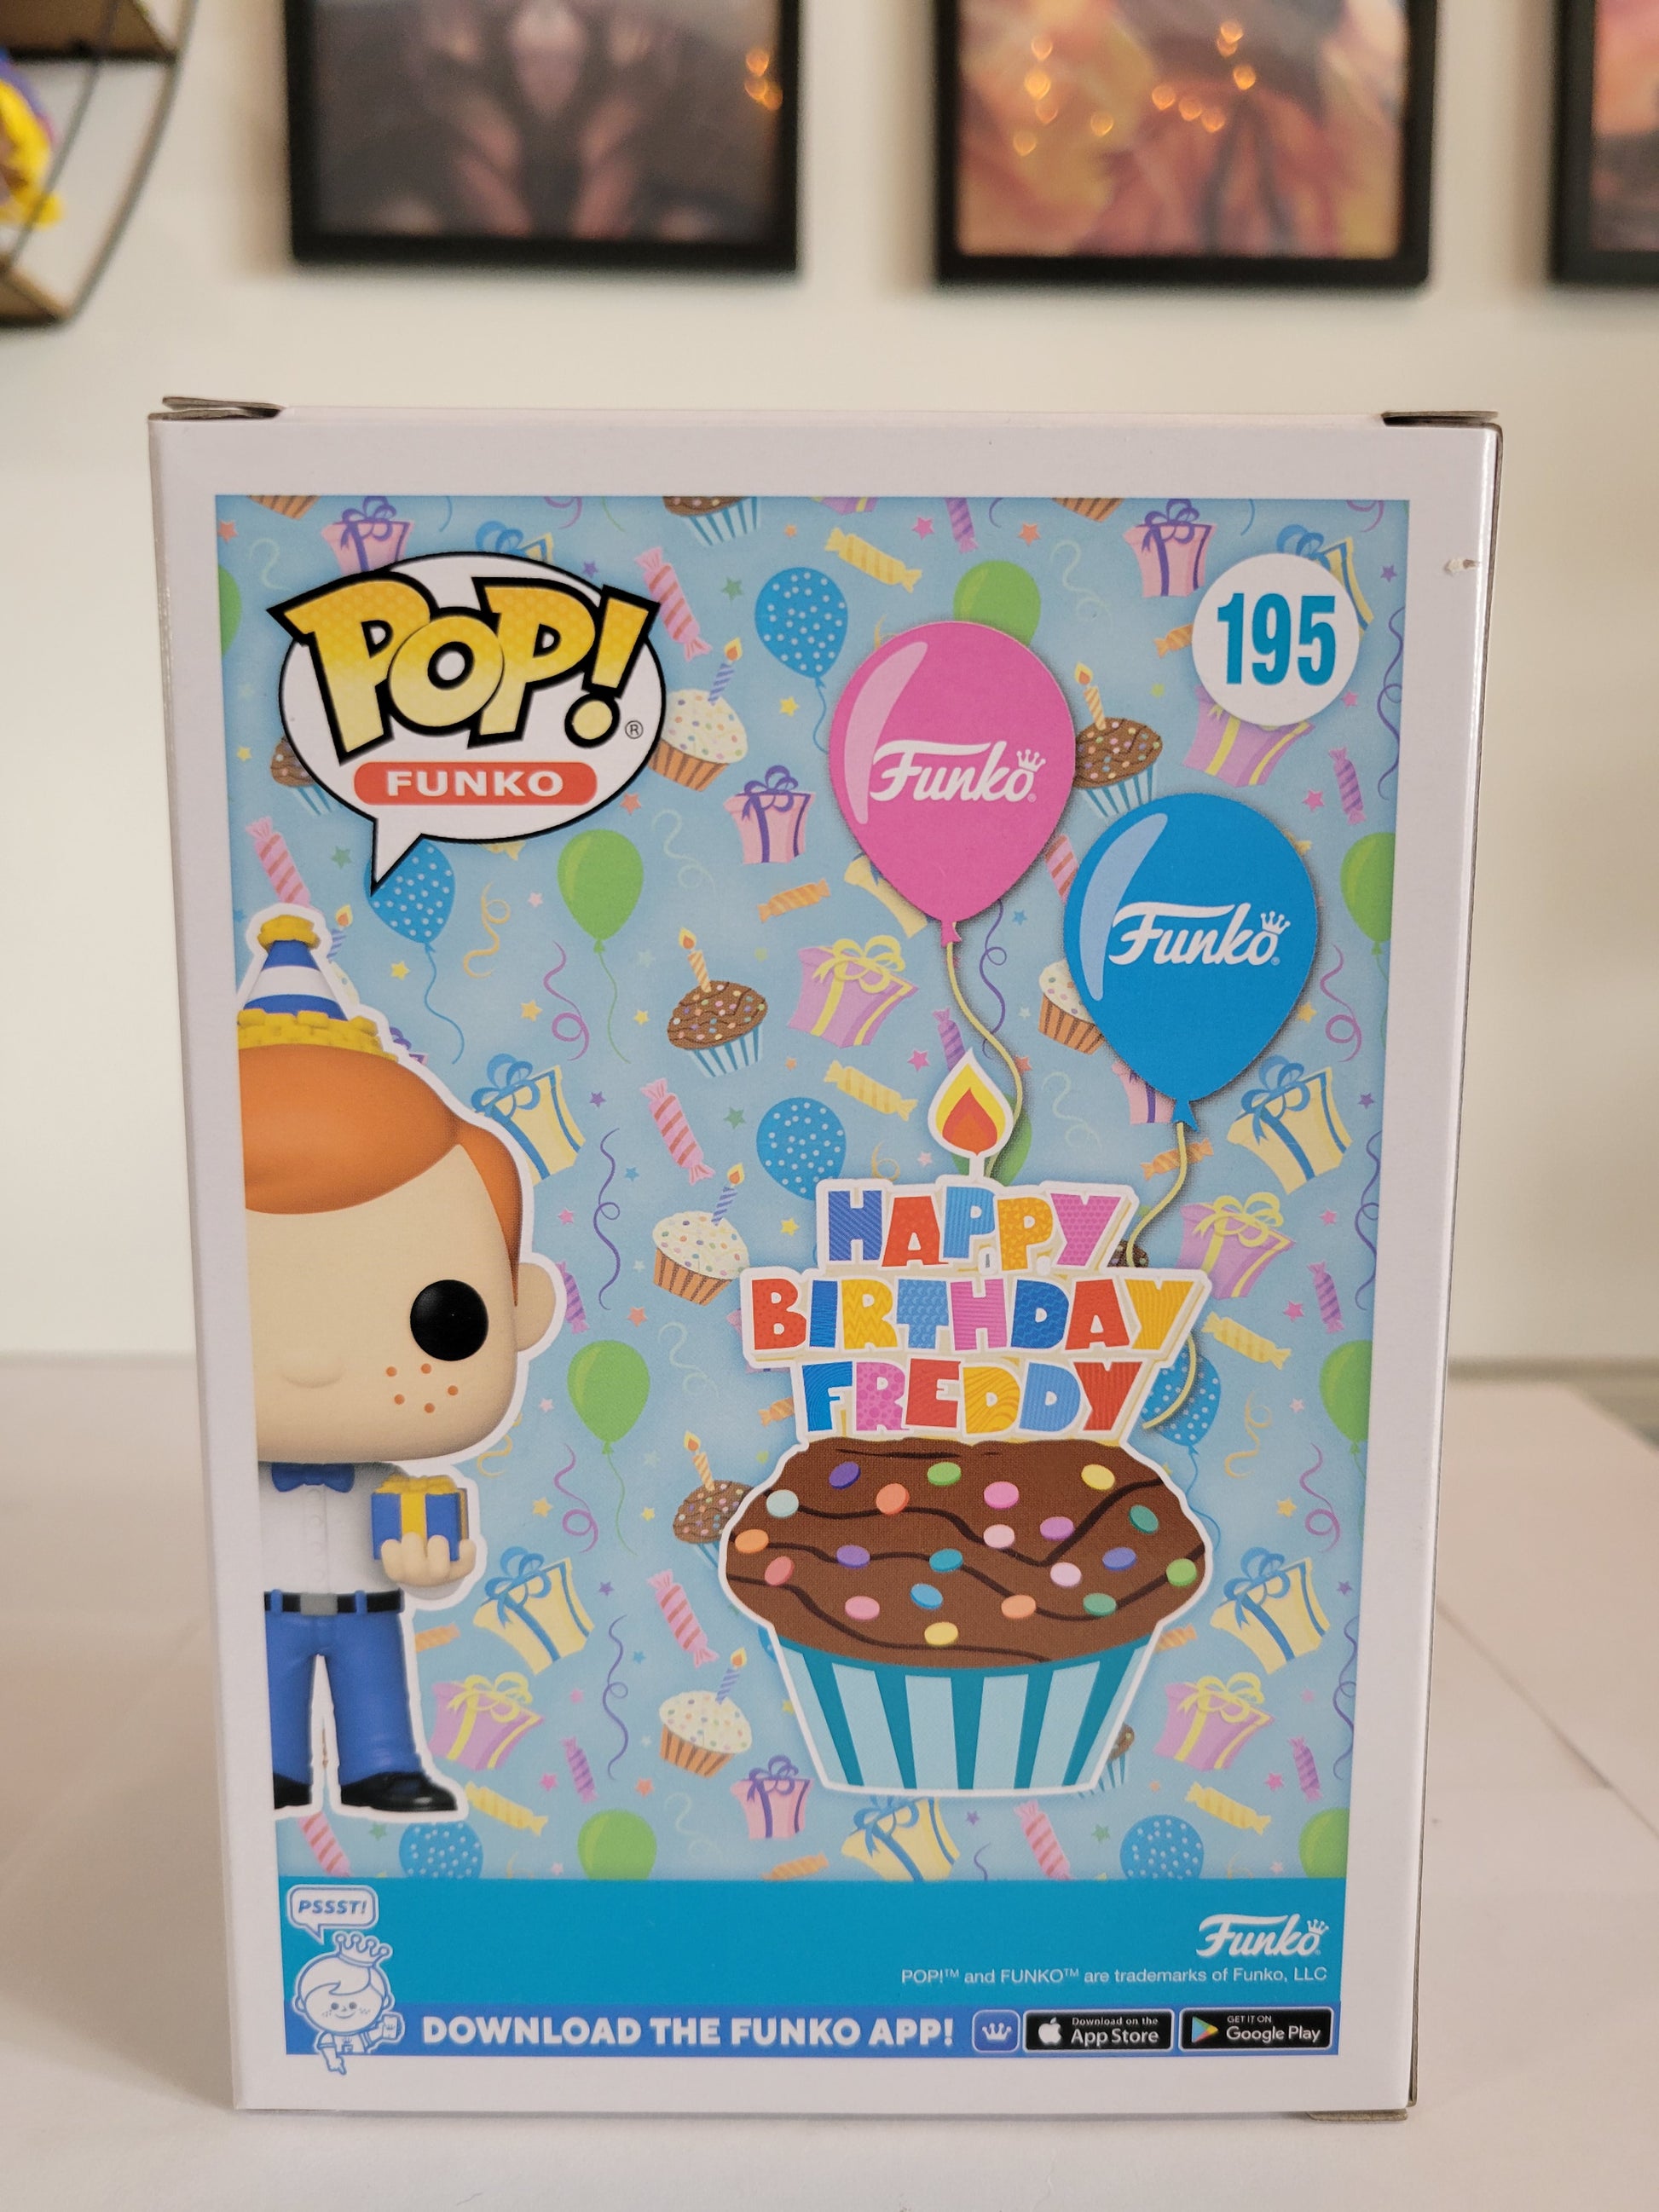 POP!®
FUNKO
195
Funko
Funko
HAPPY
BIRTHDAY
FREDDY
PSSST!
Funko
POP!™ and FUNKO™ are trademarks of Funko, LLC
DOWNLOAD THE FUNKO APP!
Download on the
App Store
GET IT ON
Google Play